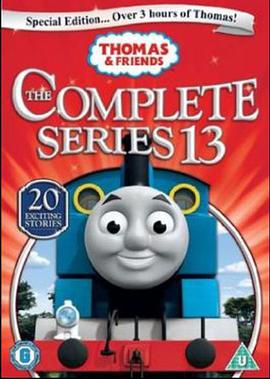 Special Edition... Over 3 hours of Thomas!
THOMAS
& FRIENDS
THE
COMPLETE
SERIES 13
20
EXCITING
STORIES
U